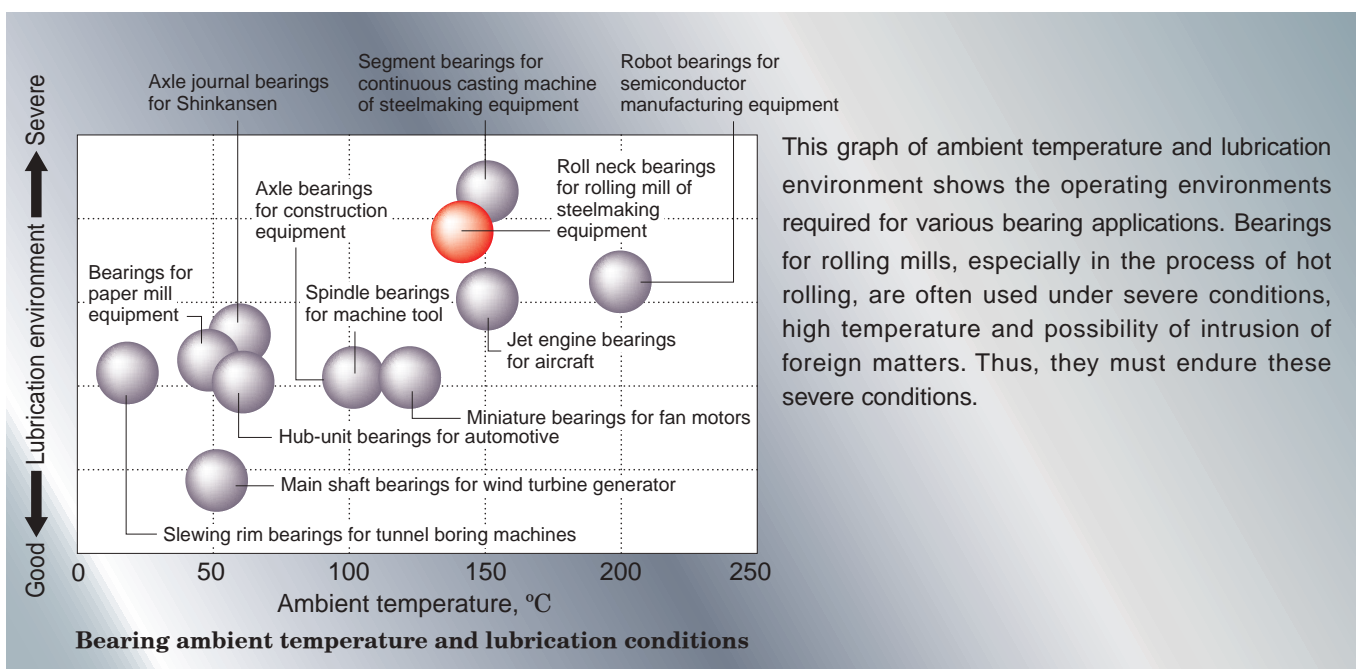 Axle journal bearings
for Shinkansen
Segment bearings for
continuous casting machine
of steelmaking equipment
Robot bearings for
semiconductor
manufacturing equipment
Good
Lubrication environment
Severe
Axle bearings
for construction
equipment
Roll neck bearings
for rolling mill of
steelmaking
equipment
Bearings for
paper mill
equipment
Spindle bearings
for machine tool
Jet engine bearings
for aircraft
Miniature bearings for fan motors
Hub-unit bearings for automotive
Main shaft bearings for wind turbine generator
Slewing rim bearings for tunnel boring machines
0 50 100 150 200 250
Ambient temperature, ºC
Bearing ambient temperature and lubrication conditions
This graph of ambient temperature and lubrication
environment shows the operating environments
required for various bearing applications. Bearings
for rolling mills, especially in the process of hot
rolling, are often used under severe conditions,
high temperature and possibility of intrusion of
foreign matters. Thus, they must endure these
severe conditions.